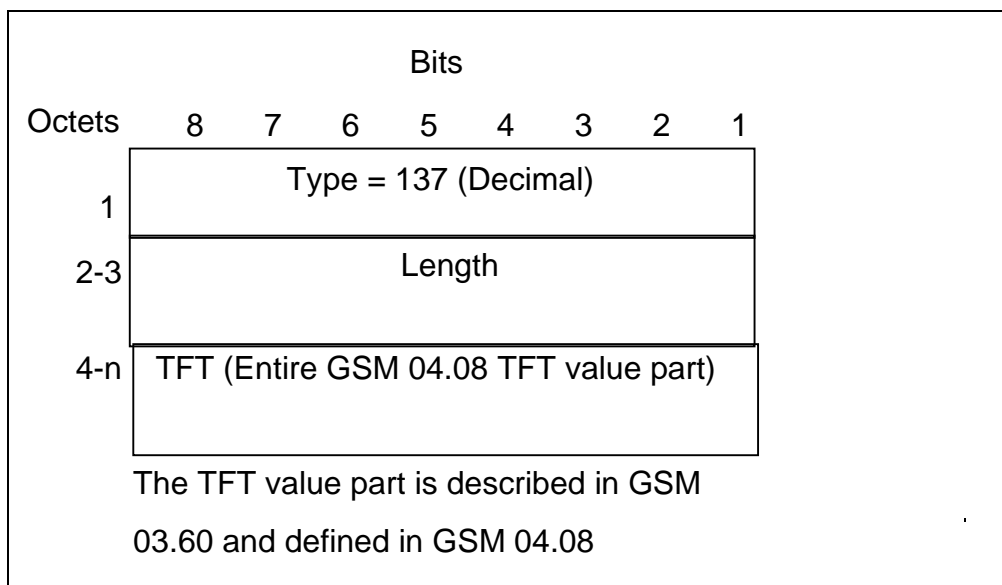 Bits
Octets 8 7 6 5 4 3 2 1
1 Type = 137 (Decimal)
2-3 Length
4-n TFT (Entire GSM 04.08 TFT value part)
The TFT value part is described in GSM
03.60 and defined in GSM 04.08